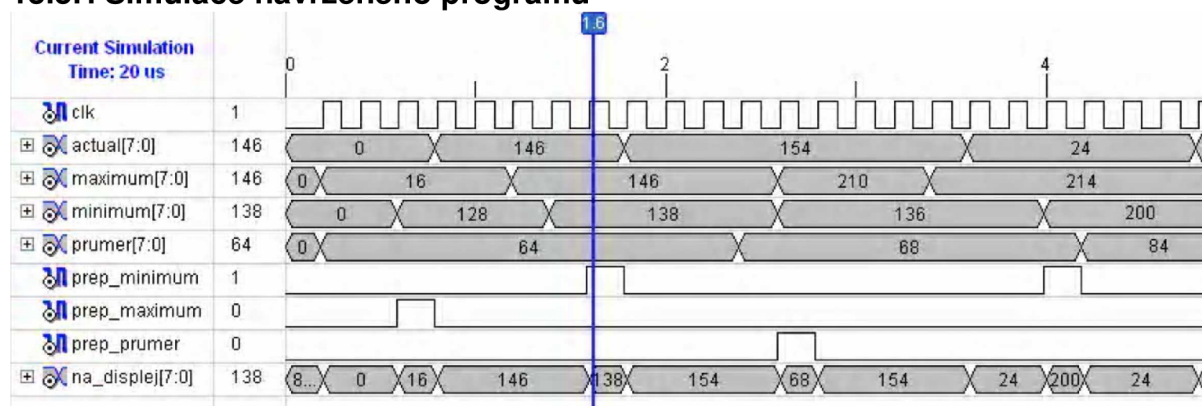 1.6
Current Simulation
Time: 20 us
0 2 4
clk 1
actual[7:0] 146 0 146 154 24
maximum[7:0] 146 0 16 146 210 214
minimum[7:0] 138 0 128 138 136 200
prumer[7:0] 64 0 64 68 84
prep_minimum 1
prep_maximum 0
prep_prumer 0
na_displej[7:0] 138 8... 0 16 146 138 154 68 154 24 200 24